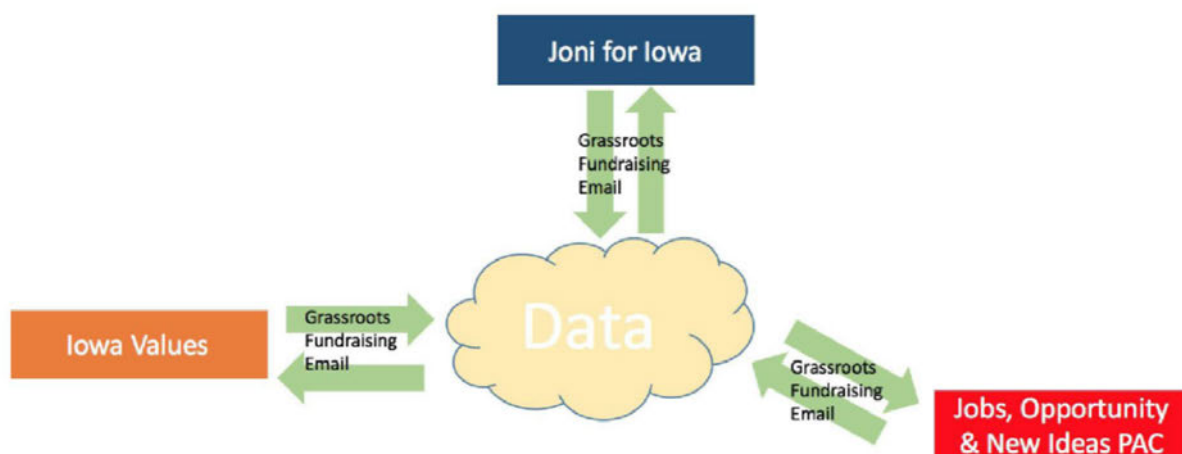 Joni for Iowa
Grassroots
Fundraising
Email
Data
Grassroots
Fundraising
Email
Iowa Values
Grassroots
Fundraising
Email
Jobs, Opportunity
& New Ideas PAC